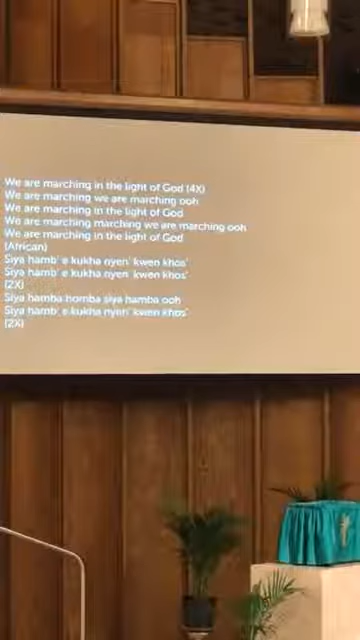 We are marching in the light of God (4X)
We are marching we are marching ooh
We are marching in the light of God
We are marching marching we are marching ooh
We are marching in the light of God
(African)
Siya hamb' e kukha nyen' kwen khos'
Siya hamb' e kukha nyen' kwen khos'
(2X)
Siya hamba homba siya hamba ooh
Siya hamb' e kukha nyen' kwen khos'
(2X)